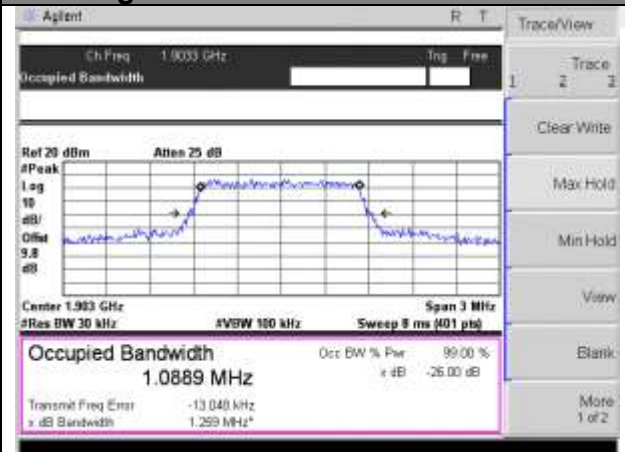 Agilent
R T
Trace/View
Ch Freq 1.9033 GHz Trig Free
Occupied Bandwidth
Trace
1 2 3
Clear Write
Max Hold
Min Hold
View
Blank
More
1 of 2
Ref 20 dBm Atten 25 dB
#Peak
Log
10
dB/
Offst
9.8
dB
Center 1.903 GHz Span 3 MHz
#Res BW 30 kHz #VBW 100 kHz Sweep 8 ms (401 pts)
Occupied Bandwidth Occ BW % Pwr 99.00 %
1.0889 MHz x dB -26.00 dB
Transmit Freq Error -13.048 kHz
x dB Bandwidth 1.269 MHz*